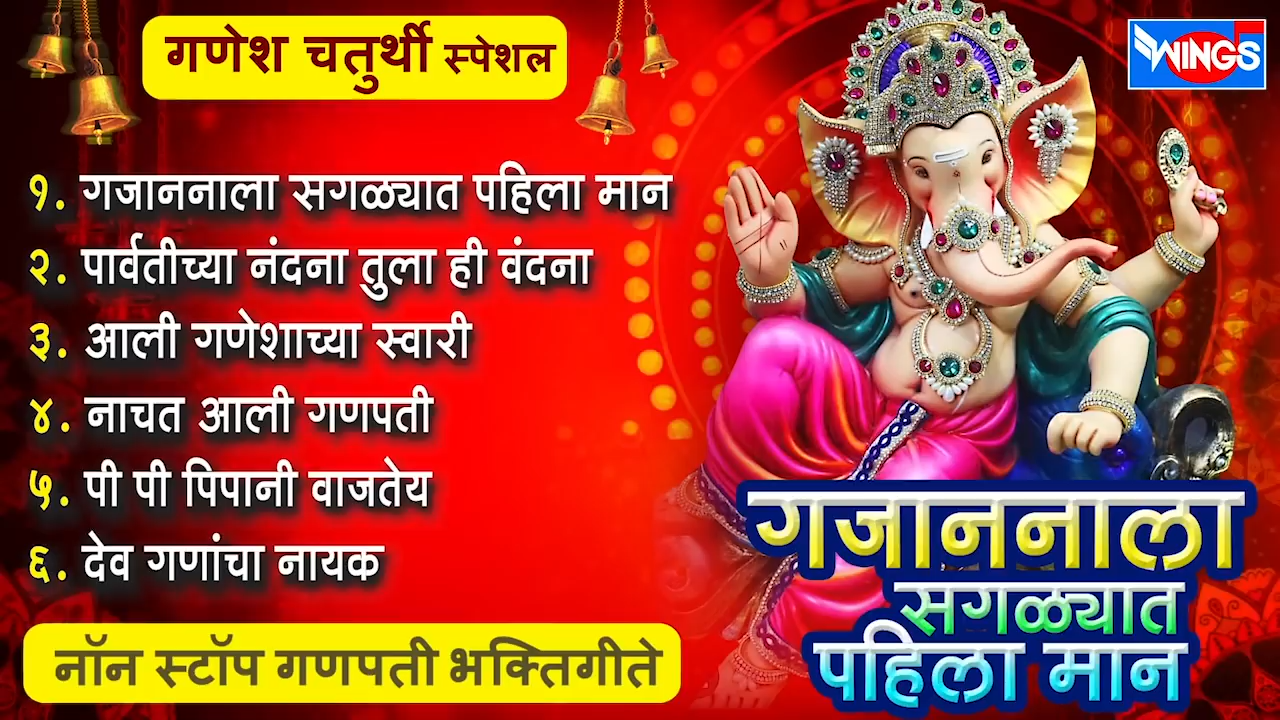 गणेश चतुर्थी स्पेशल
WINGS
१. गजाननाला सगळ्यात पहिला मान
२. पार्वतीच्या नंदना तुला ही वंदना
३. आली गणेशाच्या स्वारी
४. नाचत आली गणपती
५. पी पी पिपानी वाजतेय
६. देव गणांचा नायक
नॉन स्टॉप गणपती भक्तिगीते
गजाननाला
सगळ्यात
पहिला मान